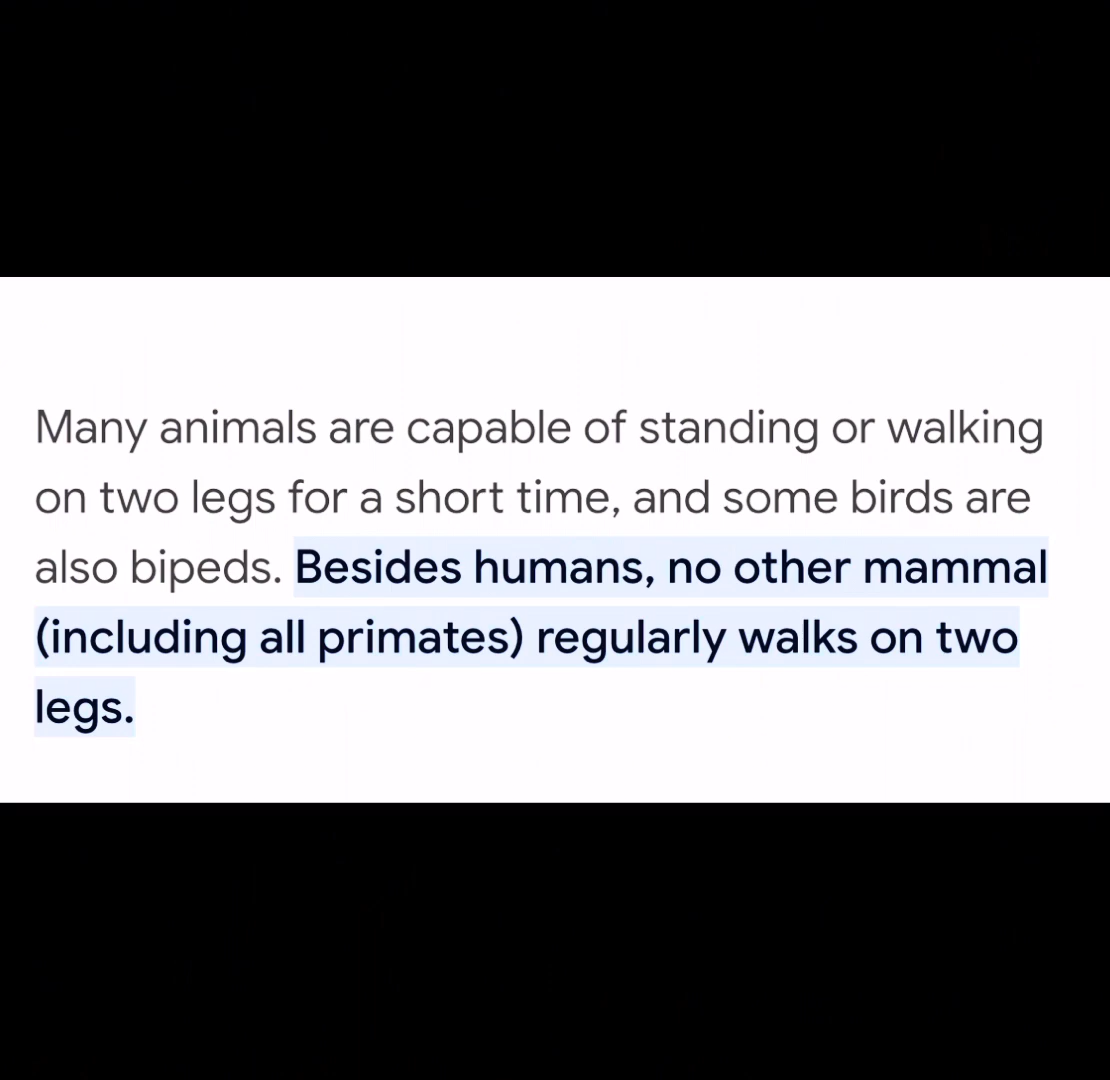 Many animals are capable of standing or walking
on two legs for a short time, and some birds are
also bipeds. Besides humans, no other mammal
(including all primates) regularly walks on two
legs.